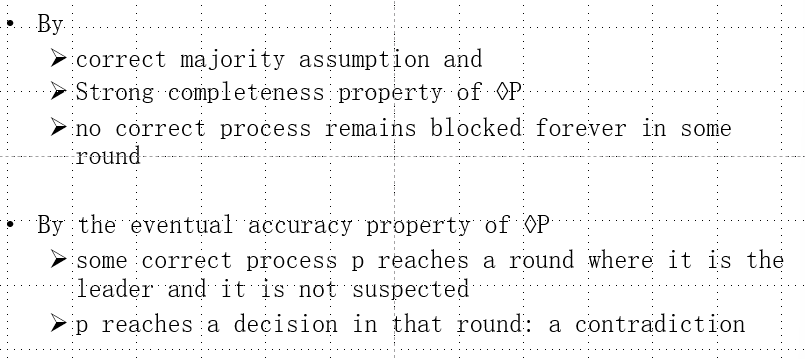 • By
➢ correct majority assumption and
➢ Strong completeness property of ◊P
➢ no correct process remains blocked forever in some
round
• By the eventual accuracy property of ◊P
➢ some correct process p reaches a round where it is the
leader and it is not suspected
➢ p reaches a decision in that round: a contradiction